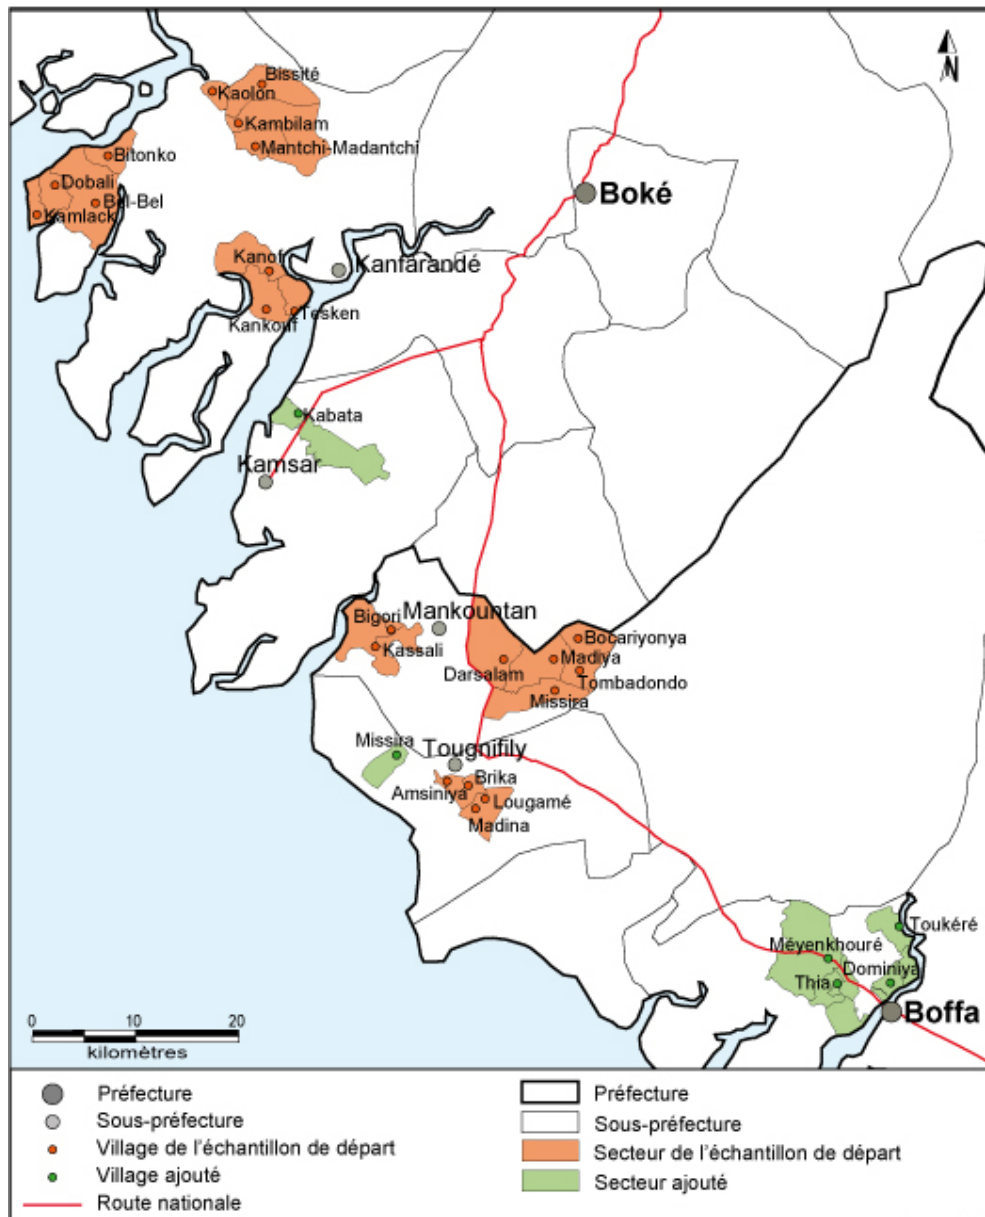 N
Bissité
Kaolon
Kambilam
Mantchi-Madantchi
Bitonko
Dobali
Bel-Bel
Kamlack
Boké
Kanof
Kanfarandé
Kankouf
Tesken
Kabata
Kamsar
Bigori
Mankountan
Kassali
Bocariyonya
Darsalam
Madiya
Tombadondo
Missira
Missira
Tougnifily
Amsiniya
Brika
Lougamé
Madina
Toukéré
Méyenkhouré
Dominiya
Thia
Boffa
0 10 20
kilomètres
Préfecture
Sous-préfecture
Village de l'échantillon de départ
Village ajouté
Route nationale
Préfecture
Sous-préfecture
Secteur de l'échantillon de départ
Secteur ajouté